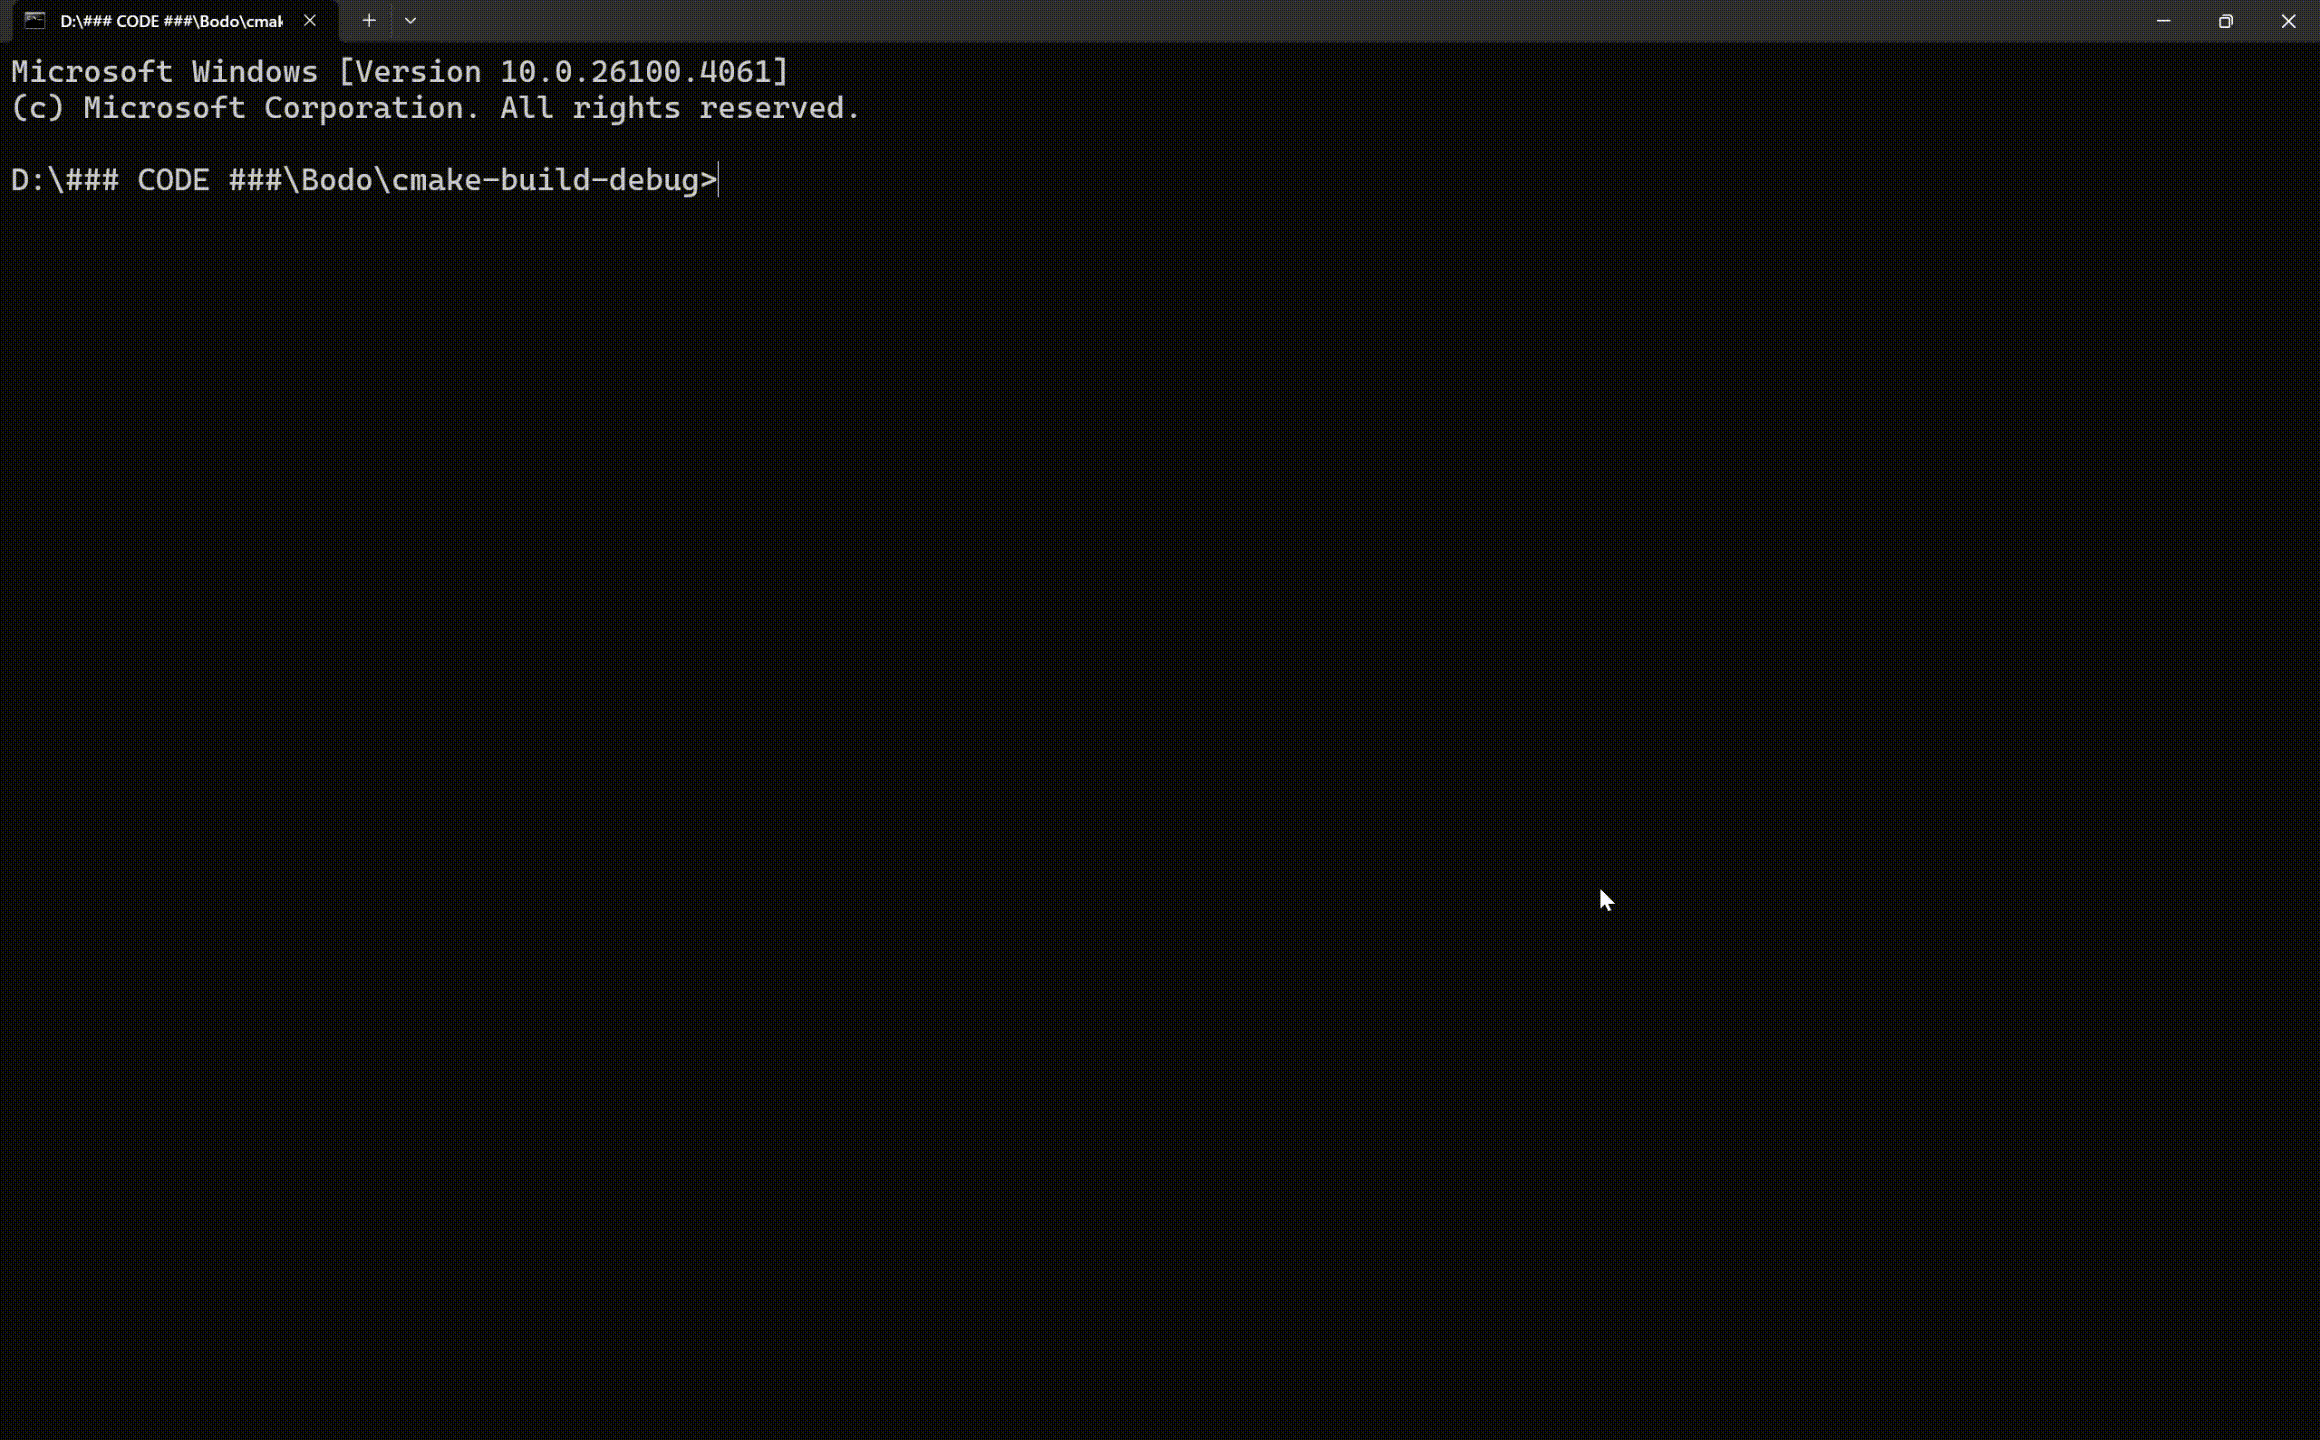 D:\### CODE ###\Bodo\cmak
Microsoft Windows [Version 10.0.26100.4061]
(c) Microsoft Corporation. All rights reserved.
D:\### CODE ###\Bodo\cmake-build-debug>